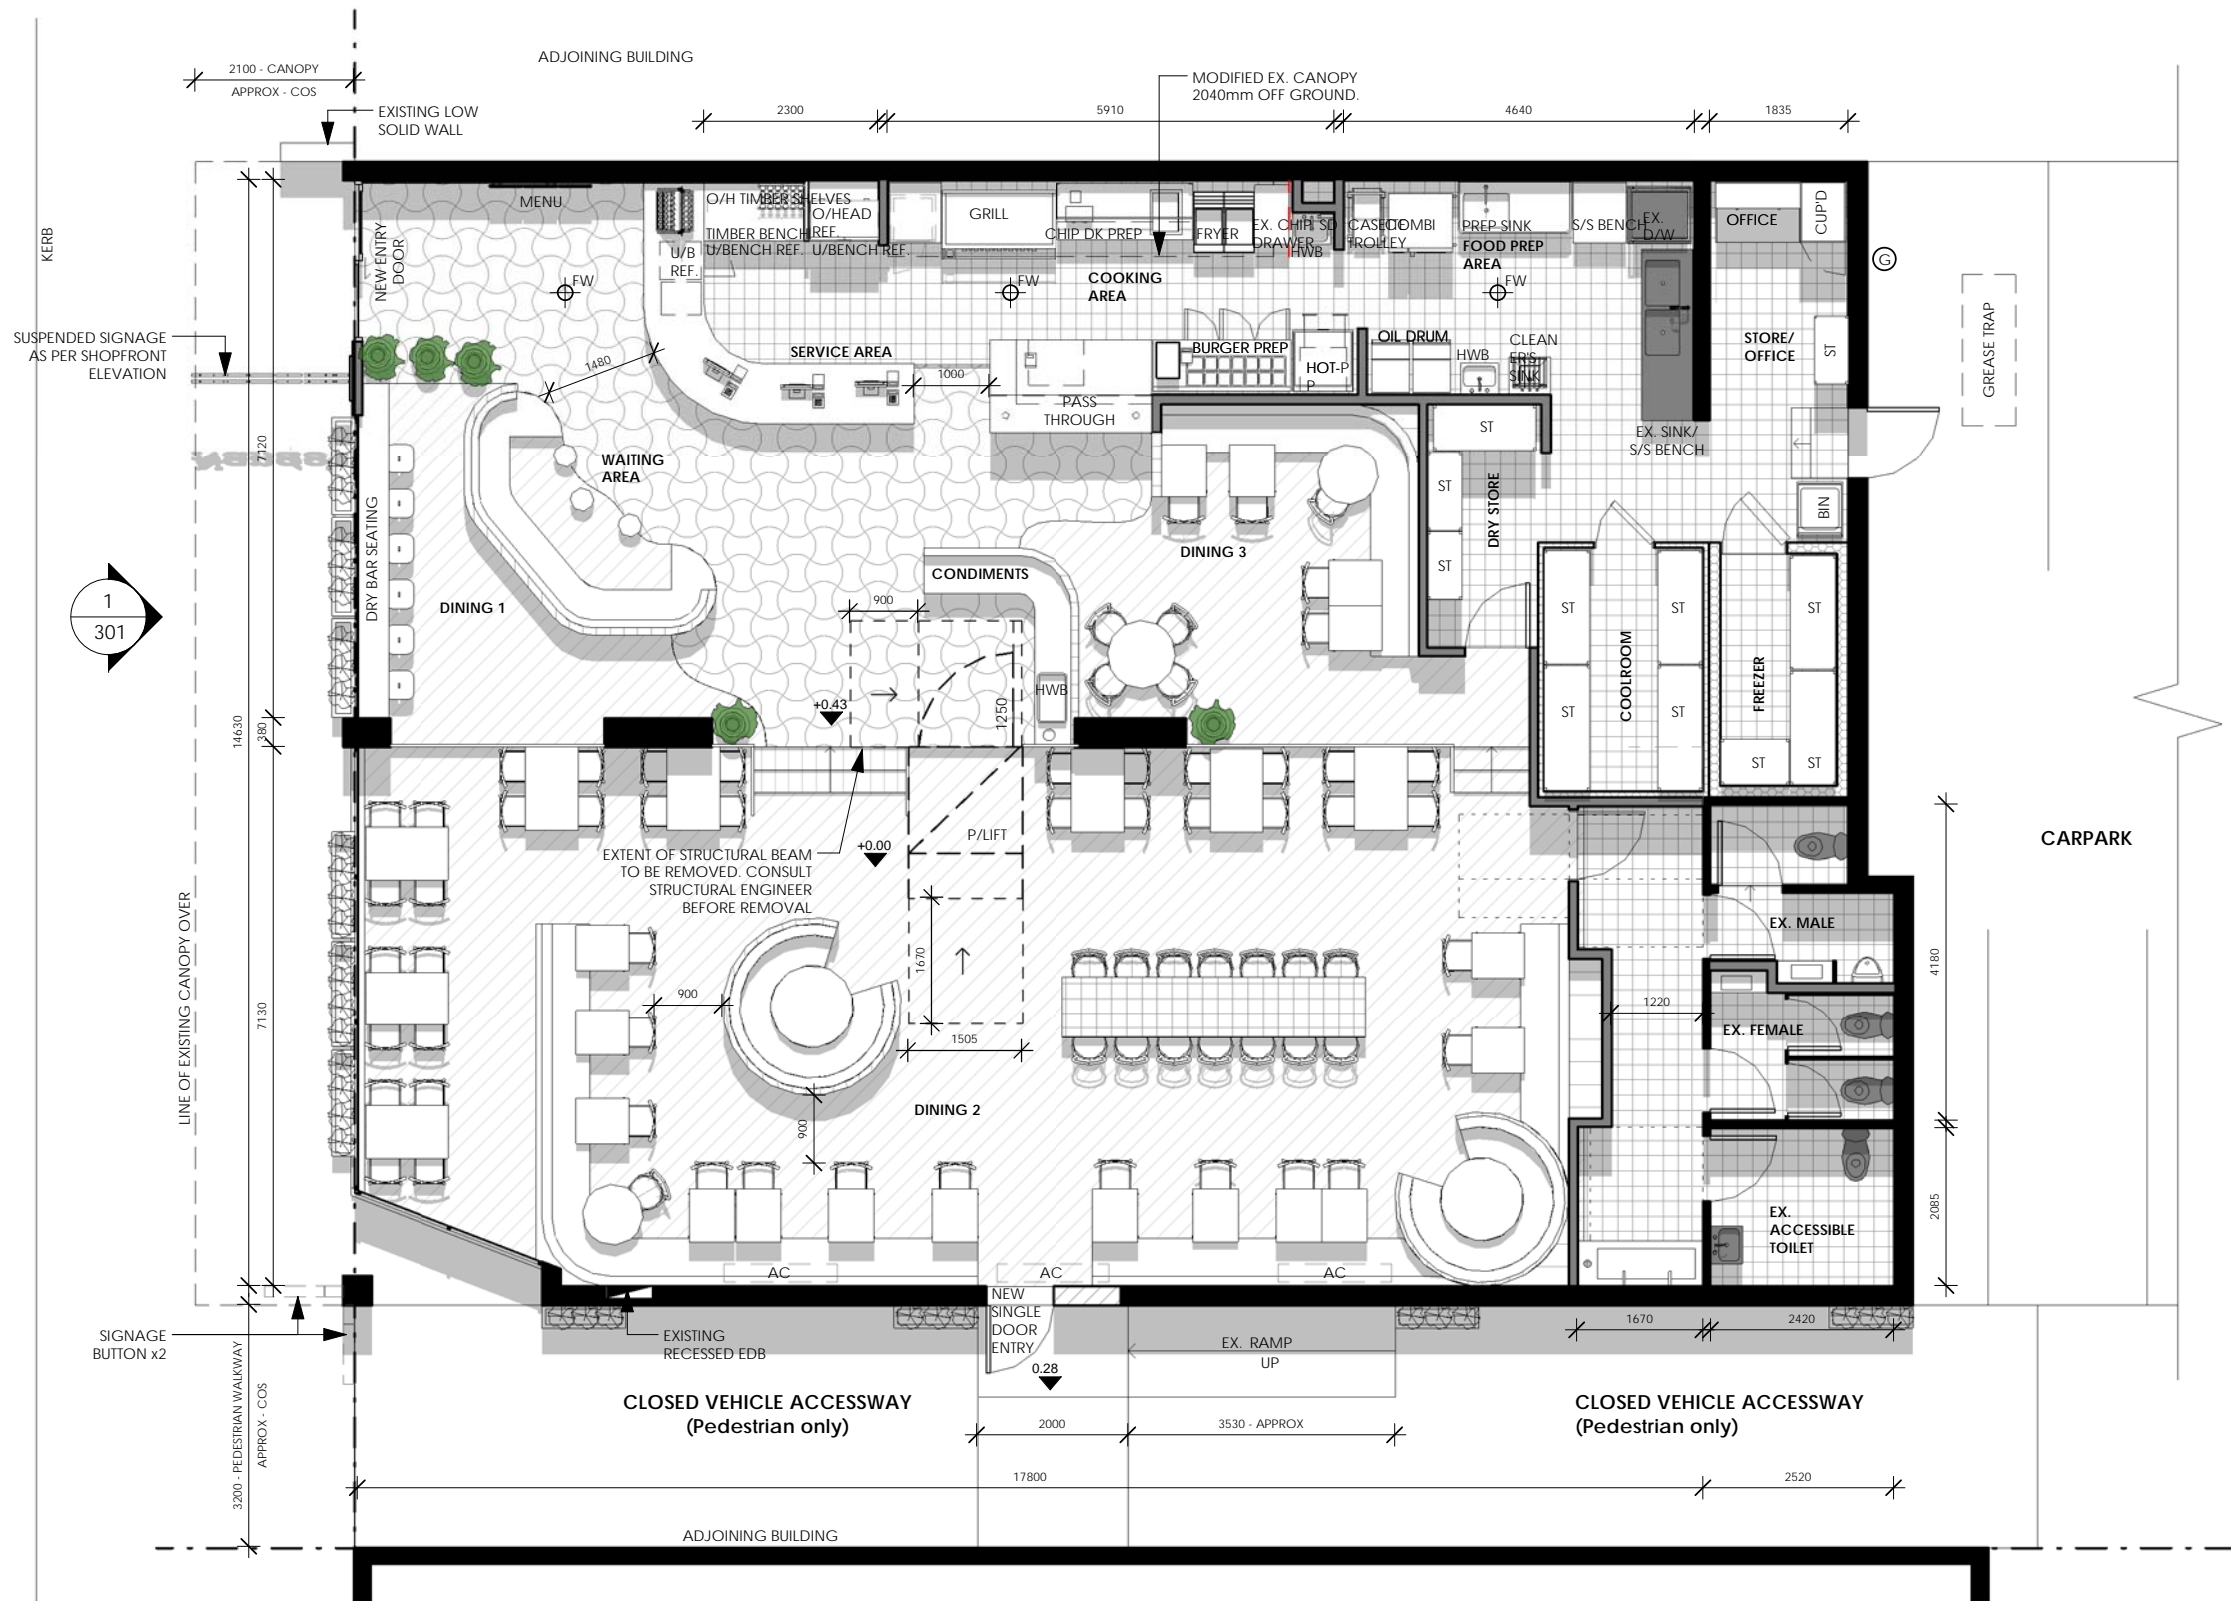 ADJOINING BUILDING
2100 - CANOPY
APPROX - COS
EXISTING LOW
SOLID WALL
MODIFIED EX. CANOPY
2040mm OFF GROUND.
2300
5910
4640
1835
KERB
MENU
NEW ENTRY
DOOR
O/H TIMBER SHELVES
O/HEAD
REF.
TIMBER BENCH
U/BENCH REF.
U/BENCH REF.
U/B
REF.
GRILL
CHIP DK PREP
FRYER
EX. CHIP SD
DRAWER
HWB
TROLLEY
COMBI
PREP SINK
S/S BENCH
EX.
D/W
FOOD PREP
AREA
OFFICE
CUP'D
G
FW
FW
FW
COOKING
AREA
SUSPENDED SIGNAGE
AS PER SHOPFRONT
ELEVATION
SERVICE AREA
1480
1000
BURGER PREP
HOT-P
P
OIL DRUM
HWB
CLEAN
ER'S
SINK
STORE/
OFFICE
ST
GREASE TRAP
PASS
THROUGH
EX. SINK/
S/S BENCH
ST
ST
ST
DRY STORE
BIN
7120
WAITING
AREA
DRY BAR SEATING
DINING 1
DINING 3
CONDIMENTS
900
1
301
ST
ST
ST
ST
ST
ST
ST
COOLROOM
FREEZER
HWB
1250
+0.43
14630
380
P/LIFT
+0.00
EXTENT OF STRUCTURAL BEAM
TO BE REMOVED. CONSULT
STRUCTURAL ENGINEER
BEFORE REMOVAL
CARPARK
LINE OF EXISTING CANOPY OVER
7130
1670
900
1505
900
DINING 2
1220
EX. MALE
EX. FEMALE
4180
2085
EX.
ACCESSIBLE
TOILET
AC
AC
AC
NEW
SINGLE
DOOR
ENTRY
SIGNAGE
BUTTON x2
EXISTING
RECESSED EDB
EX. RAMP
UP
0.28
1670
2420
3200 - PEDESTRIAN WALKWAY
APPROX - COS
CLOSED VEHICLE ACCESSWAY
(Pedestrian only)
CLOSED VEHICLE ACCESSWAY
(Pedestrian only)
2000
3530 - APPROX
17800
2520
ADJOINING BUILDING